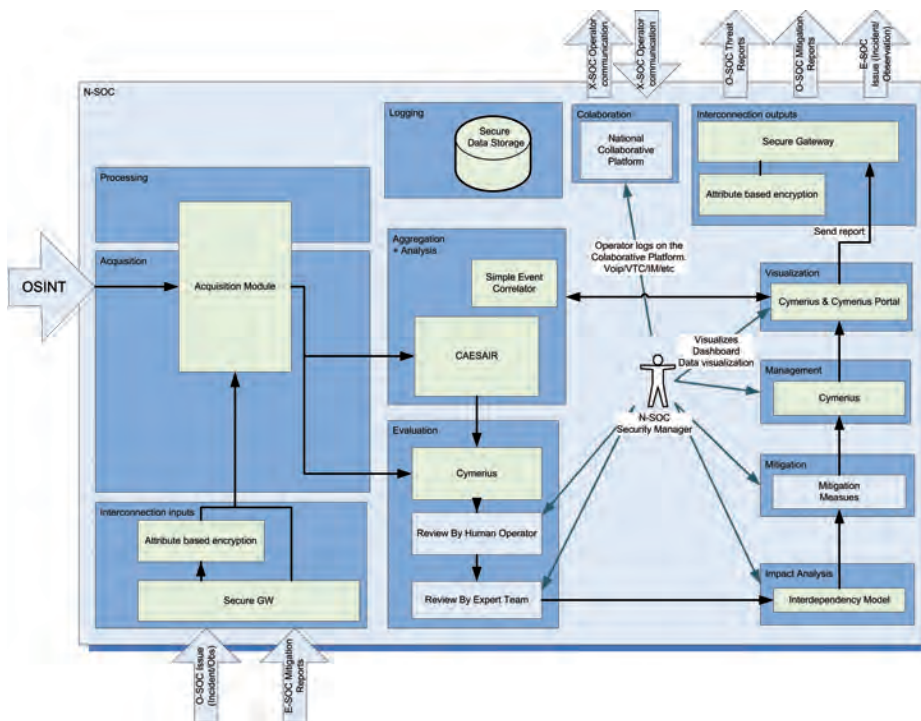 X-SOC Operator
communication
X-SOC Operator
communication
O-SOC Threat
Reports
O-SOC Mitigation
Reports
E-SOC
Issue (Incident/
Observation)
N-SOC
Logging
Secure
Data Storage
Colaboration
National
Collaborative
Platform
Interconnection outputs
Secure Gateway
Attribute based encryption
Send report
Processing
Acquisition
Acquisition Module
OSINT
Aggregation
+ Analysis
Simple Event
Correlator
CAESAIR
Operator logs on the
Colaborative Platform.
Voip/VTC/IM/etc
Visualization
Cymerius & Cymerius Portal
Visualizes
Dashboard
Data visualization
Management
Cymerius
N-SOC
Security Manager
Evaluation
Cymerius
Review By Human Operator
Review By Expert Team
Mitigation
Mitigation
Measues
Impact Analysis
Interdependency Model
Interconnection inputs
Attribute based encryption
Secure GW
O-SOC Issue
(Incident/Obs)
E-SOC Mitigation
Reports